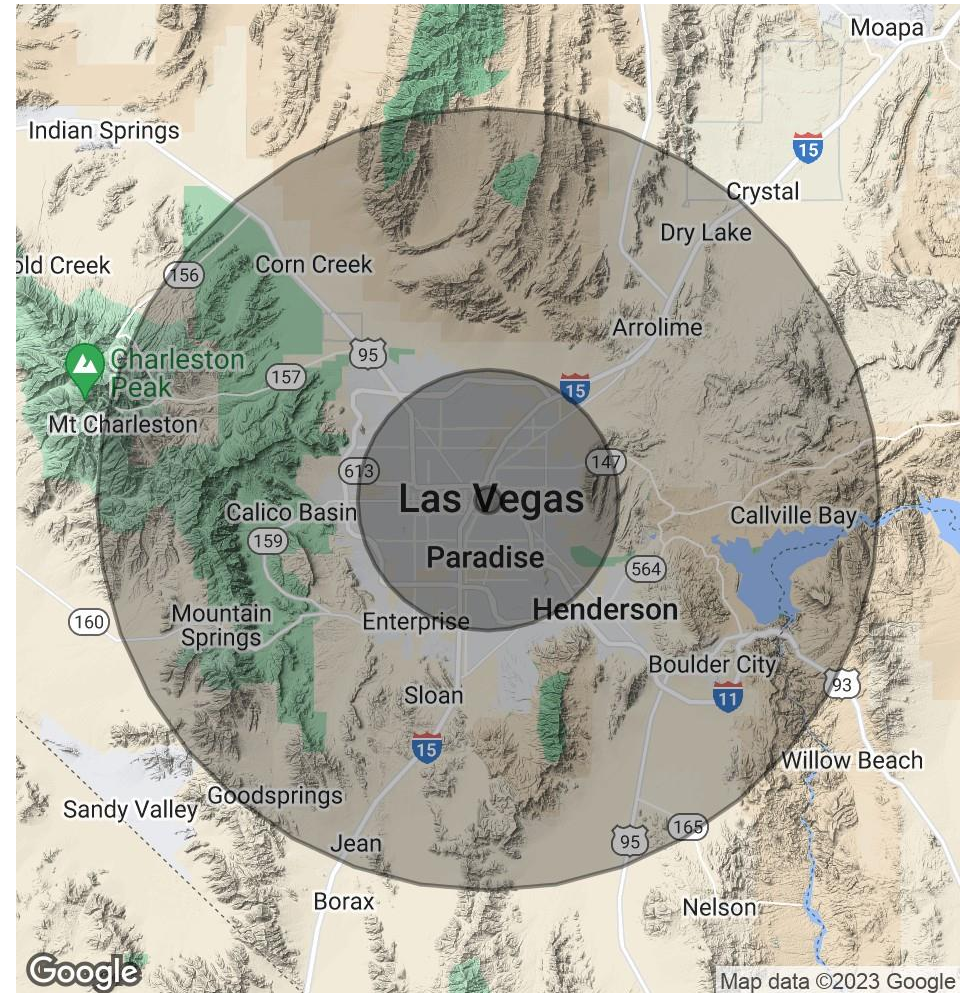 Moapa
Indian Springs
15
Crystal
Dry Lake
old Creek
156
Corn Creek
Arrolime
95
Charleston
Peak
157
15
Mt Charleston
613
147
Las Vegas
Calico Basin
Callville Bay
159
Paradise
564
160
Mountain
Springs
Enterprise
Henderson
Boulder City
93
Sloan
11
15
Willow Beach
Goodsprings
Sandy Valley
165
95
Jean
Borax
Nelson
Google
Map data ©2023 Google